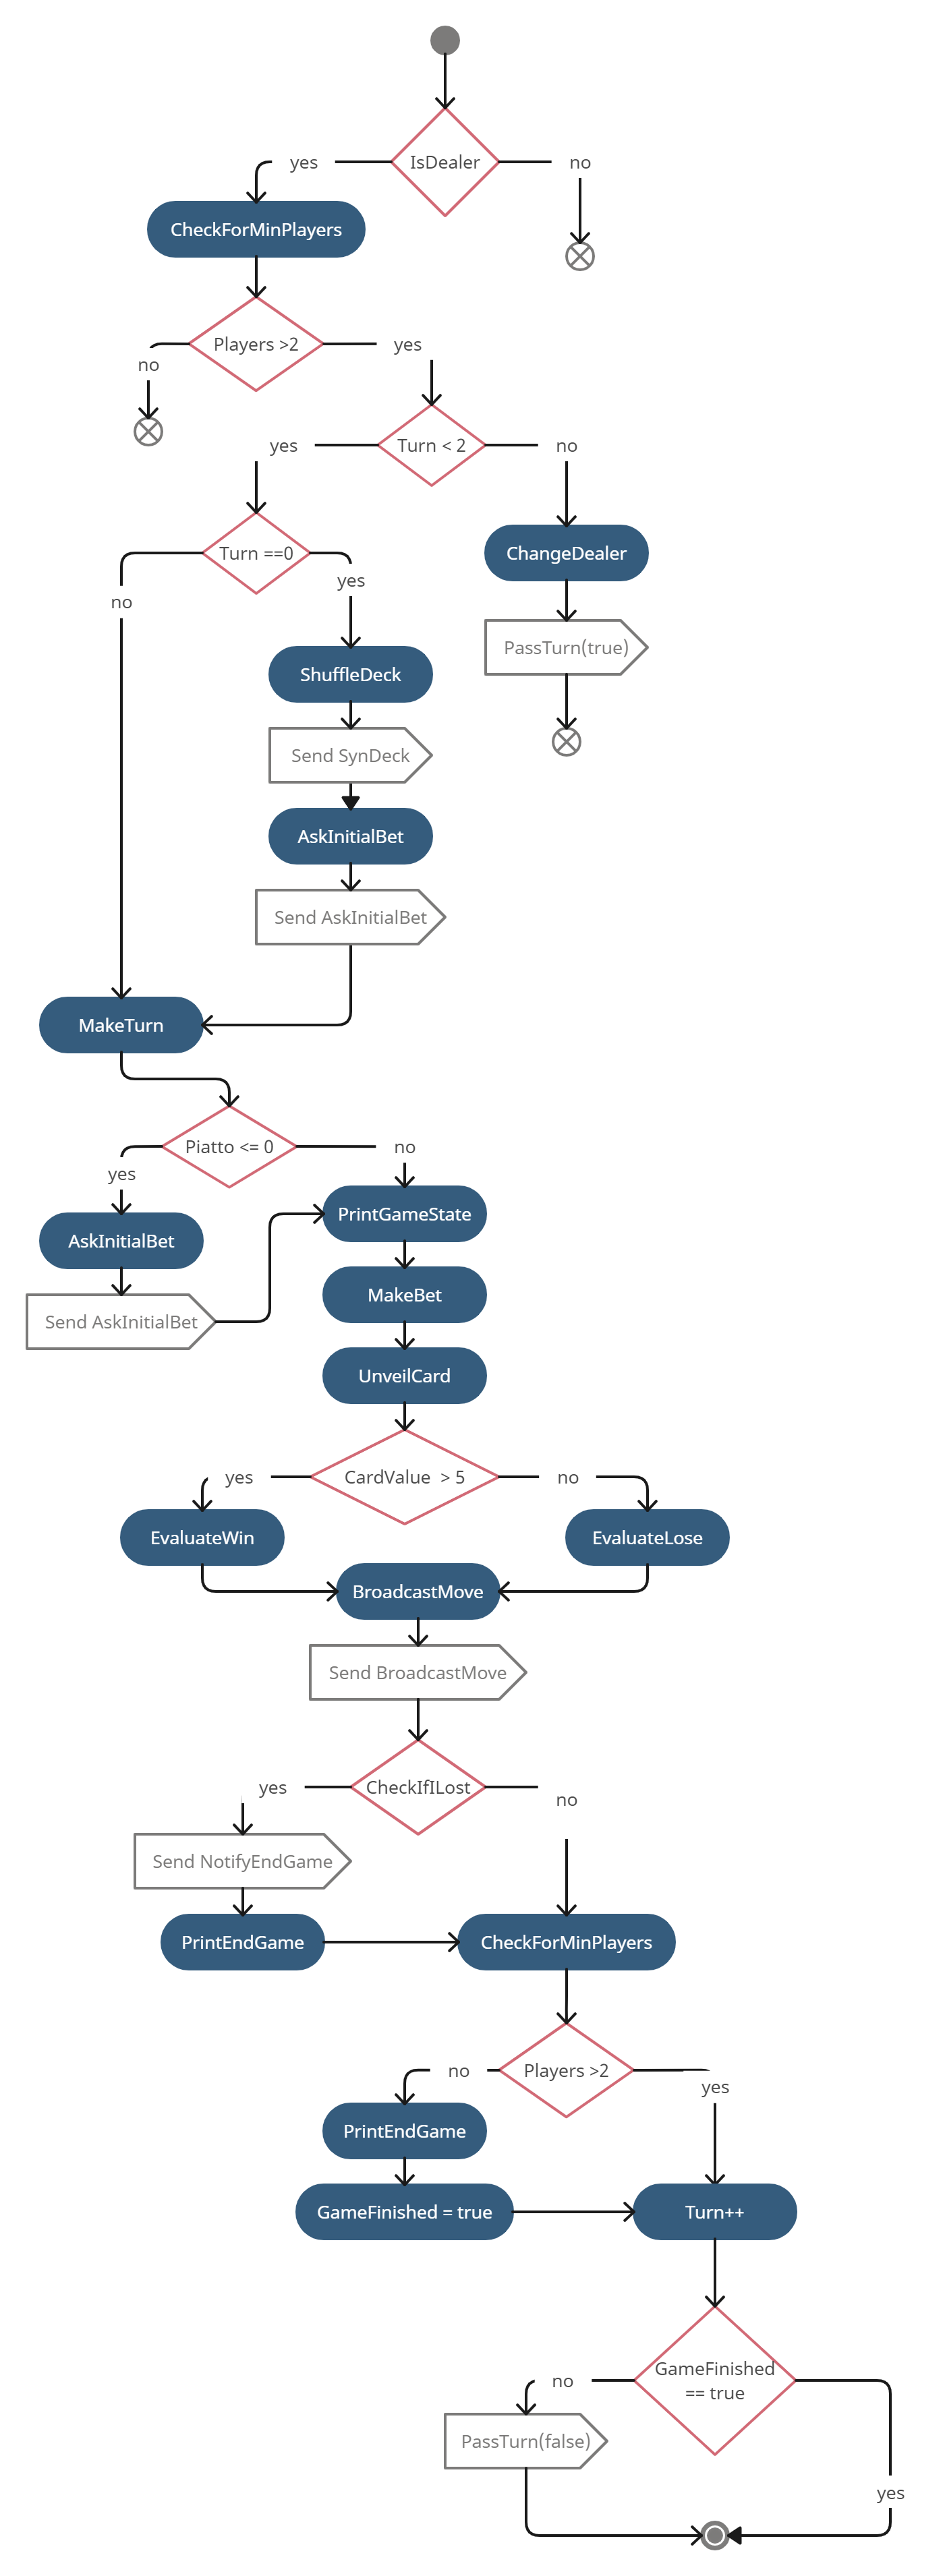 IsDealer
yes
no
CheckForMinPlayers
Players >2
yes
no
Turn < 2
yes
no
Turn ==0
ChangeDealer
yes
no
PassTurn(true)
ShuffleDeck
Send SynDeck
AskInitialBet
Send AskInitialBet
MakeTurn
Piatto <= 0
no
yes
PrintGameState
AskInitialBet
MakeBet
Send AskInitialBet
UnveilCard
CardValue > 5
yes
no
EvaluateWin
EvaluateLose
BroadcastMove
Send BroadcastMove
CheckIfILost
yes
no
Send NotifyEndGame
PrintEndGame
CheckForMinPlayers
Players >2
no
yes
PrintEndGame
GameFinished = true
Turn++
GameFinished
== true
no
PassTurn(false)
yes